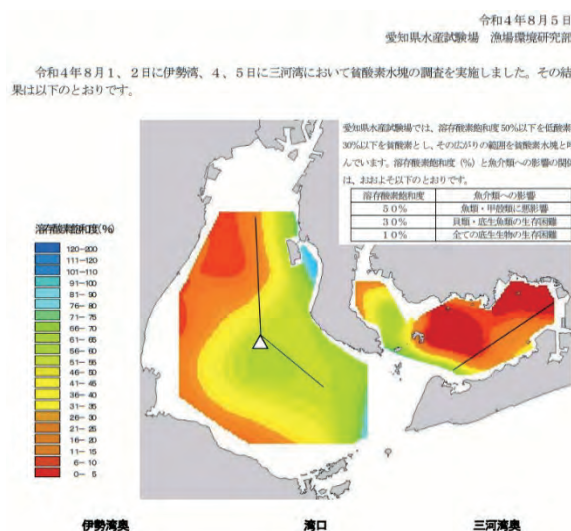 令和4年8月5日
愛知県水産試験場　漁場環境研究部
令和4年8月1、2日に伊勢湾、4、5日に三河湾において貧酸素水塊の調査を実施しました。その結
果は以下のとおりです。
愛知県水産試験場では、溶存酸素飽和度50%以下を低酸素
30%以下を貧酸素とし、その広がりの範囲を貧酸素水塊と呼
んでいます。溶存酸素飽和度（%）と魚介類への影響の関係
は、おおよそ以下のとおりです。
溶存酸素飽和度 魚介類への影響
50% 魚類・甲殻類に悪影響
30% 貝類・底生魚類の生存困難
10% 全ての底生生物の生存困難
溶存酸素飽和度(%)
120-200
111-120
101-110
91-100
81-90
76-80
71-75
66-70
61-65
56-60
51-55
46-50
41-45
36-40
31-35
26-30
21-25
16-20
11-15
6-10
0-5
伊勢湾奥 湾口 三河湾奥